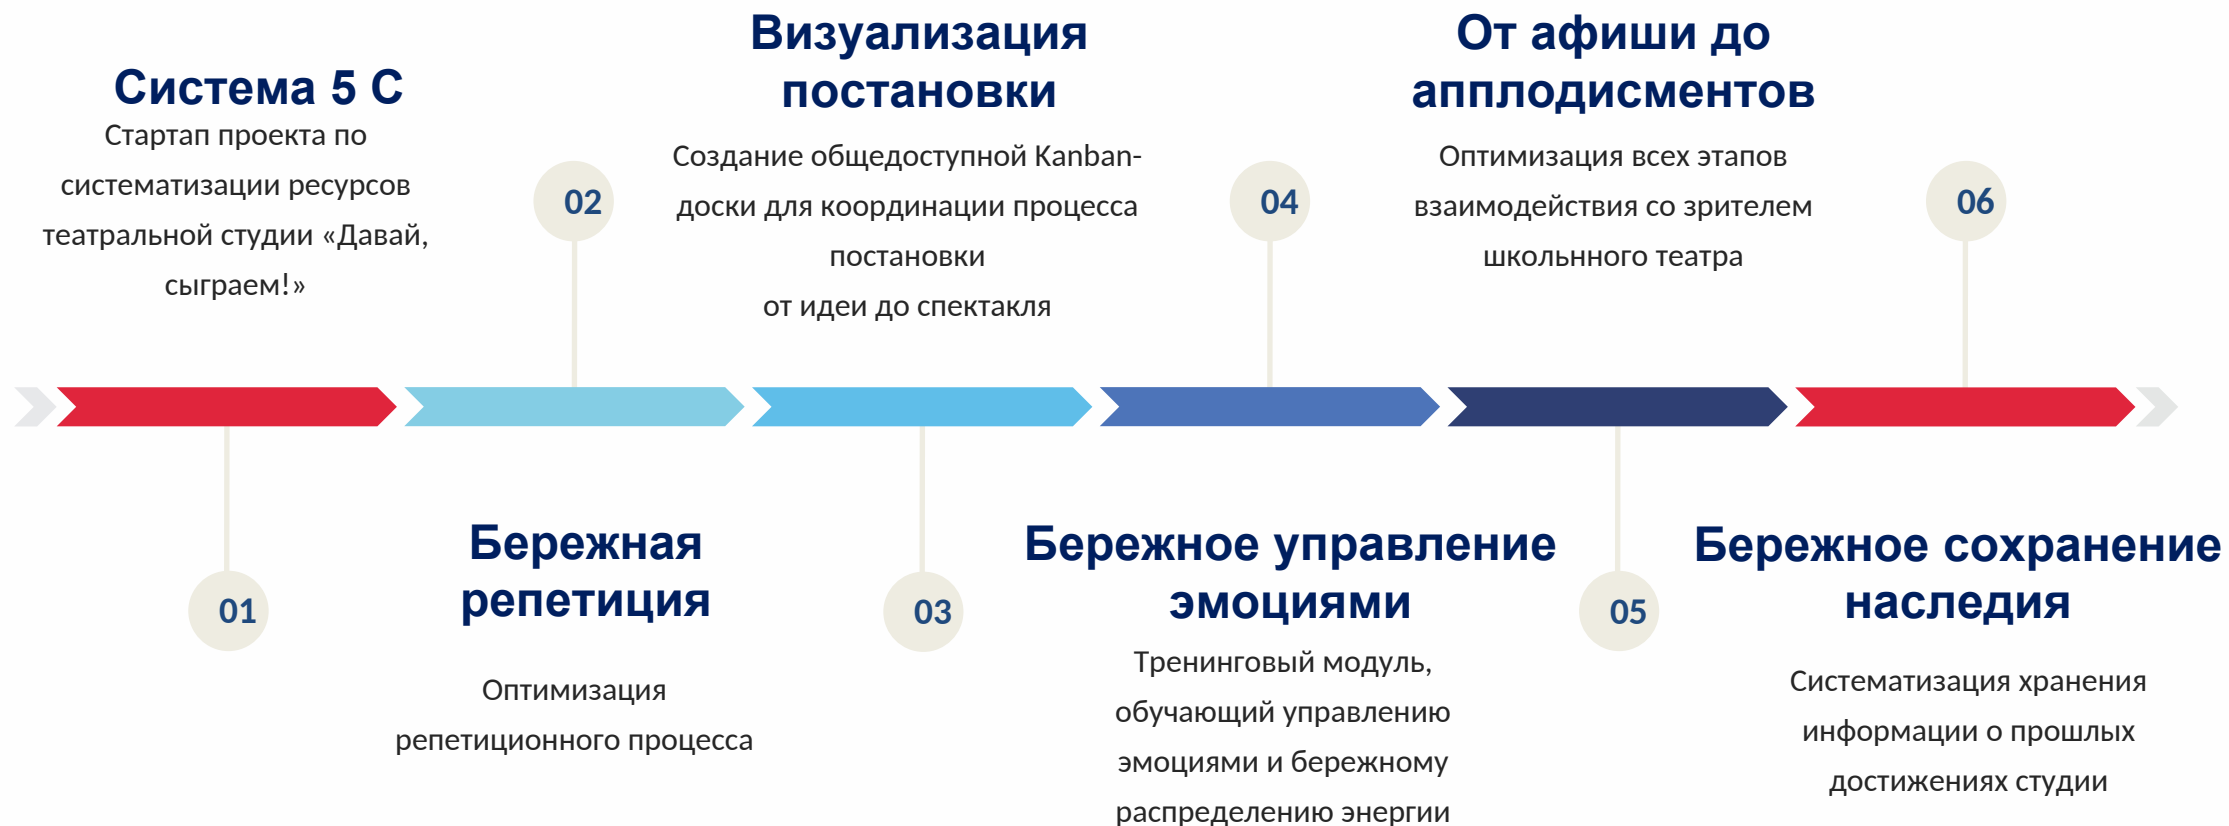 Система 5 С
Стартап проекта по
систематизации ресурсов
театральной студии «Давай,
сыграем!»
01
02
Бережная
репетиция
Оптимизация
репетиционного процесса
Визуализация
постановки
Создание общедоступной Kanban-
доски для координации процесса
постановки
от идеи до спектакля
03
04
Бережное управление
эмоциями
Тренинговый модуль,
обучающий управлению
эмоциями и бережному
распределению энергии
От афиши до
апплодисментов
Оптимизация всех этапов
взаимодействия со зрителем
школьнного театра
05
06
Бережное сохранение
наследия
Систематизация хранения
информации о прошлых
достижениях студии